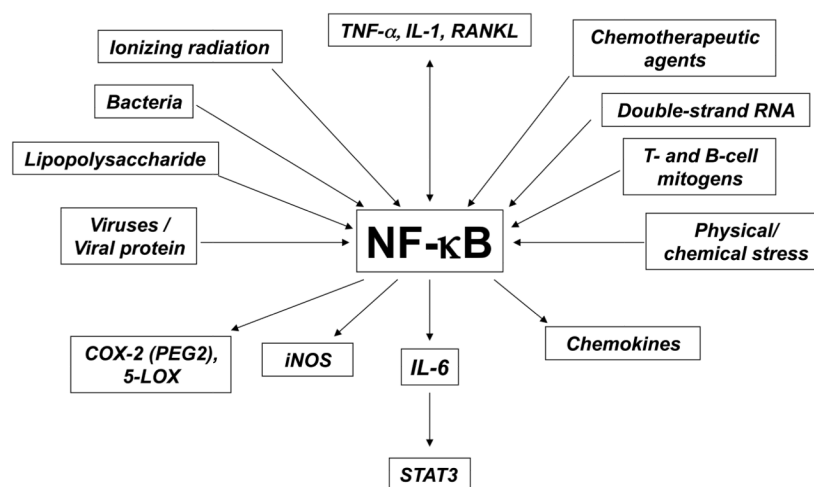 TNF-α, IL-1, RANKL
Ionizing radiation
Chemotherapeutic
agents
Bacteria
Double-strand RNA
Lipopolysaccharide
T- and B-cell
mitogens
Viruses /
Viral protein
NF-κB
Physical/
chemical stress
COX-2 (PEG2),
5-LOX
iNOS
IL-6
Chemokines
STAT3